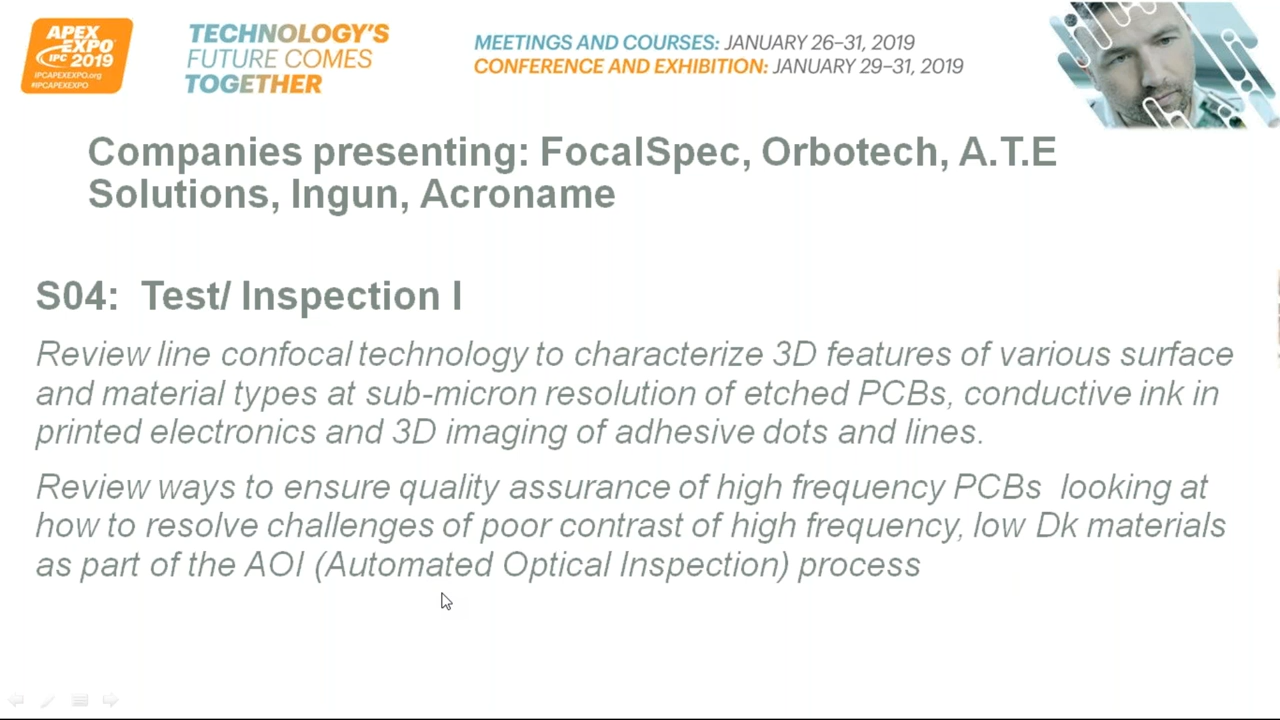 APEX
EXPO
IPC 2019
IPCAPEXEXPO.org
#IPCAPEXEXPO
TECHNOLOGY'S
FUTURE COMES
TOGETHER
MEETINGS AND COURSES: JANUARY 26–31, 2019
CONFERENCE AND EXHIBITION: JANUARY 29–31, 2019
Companies presenting: FocalSpec, Orbotech, A.T.E
Solutions, Ingun, Acroname
S04: Test/ Inspection I
Review line confocal technology to characterize 3D features of various surface
and material types at sub-micron resolution of etched PCBs, conductive ink in
printed electronics and 3D imaging of adhesive dots and lines.
Review ways to ensure quality assurance of high frequency PCBs looking at
how to resolve challenges of poor contrast of high frequency, low Dk materials
as part of the AOI (Automated Optical Inspection) process